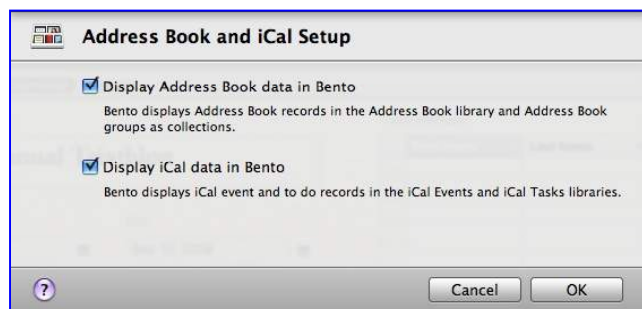 Address Book and iCal Setup
Display Address Book data in Bento
Bento displays Address Book records in the Address Book library and Address Book
groups as collections.
Display iCal data in Bento
Bento displays iCal event and to do records in the iCal Events and iCal Tasks libraries.
?
Cancel
OK